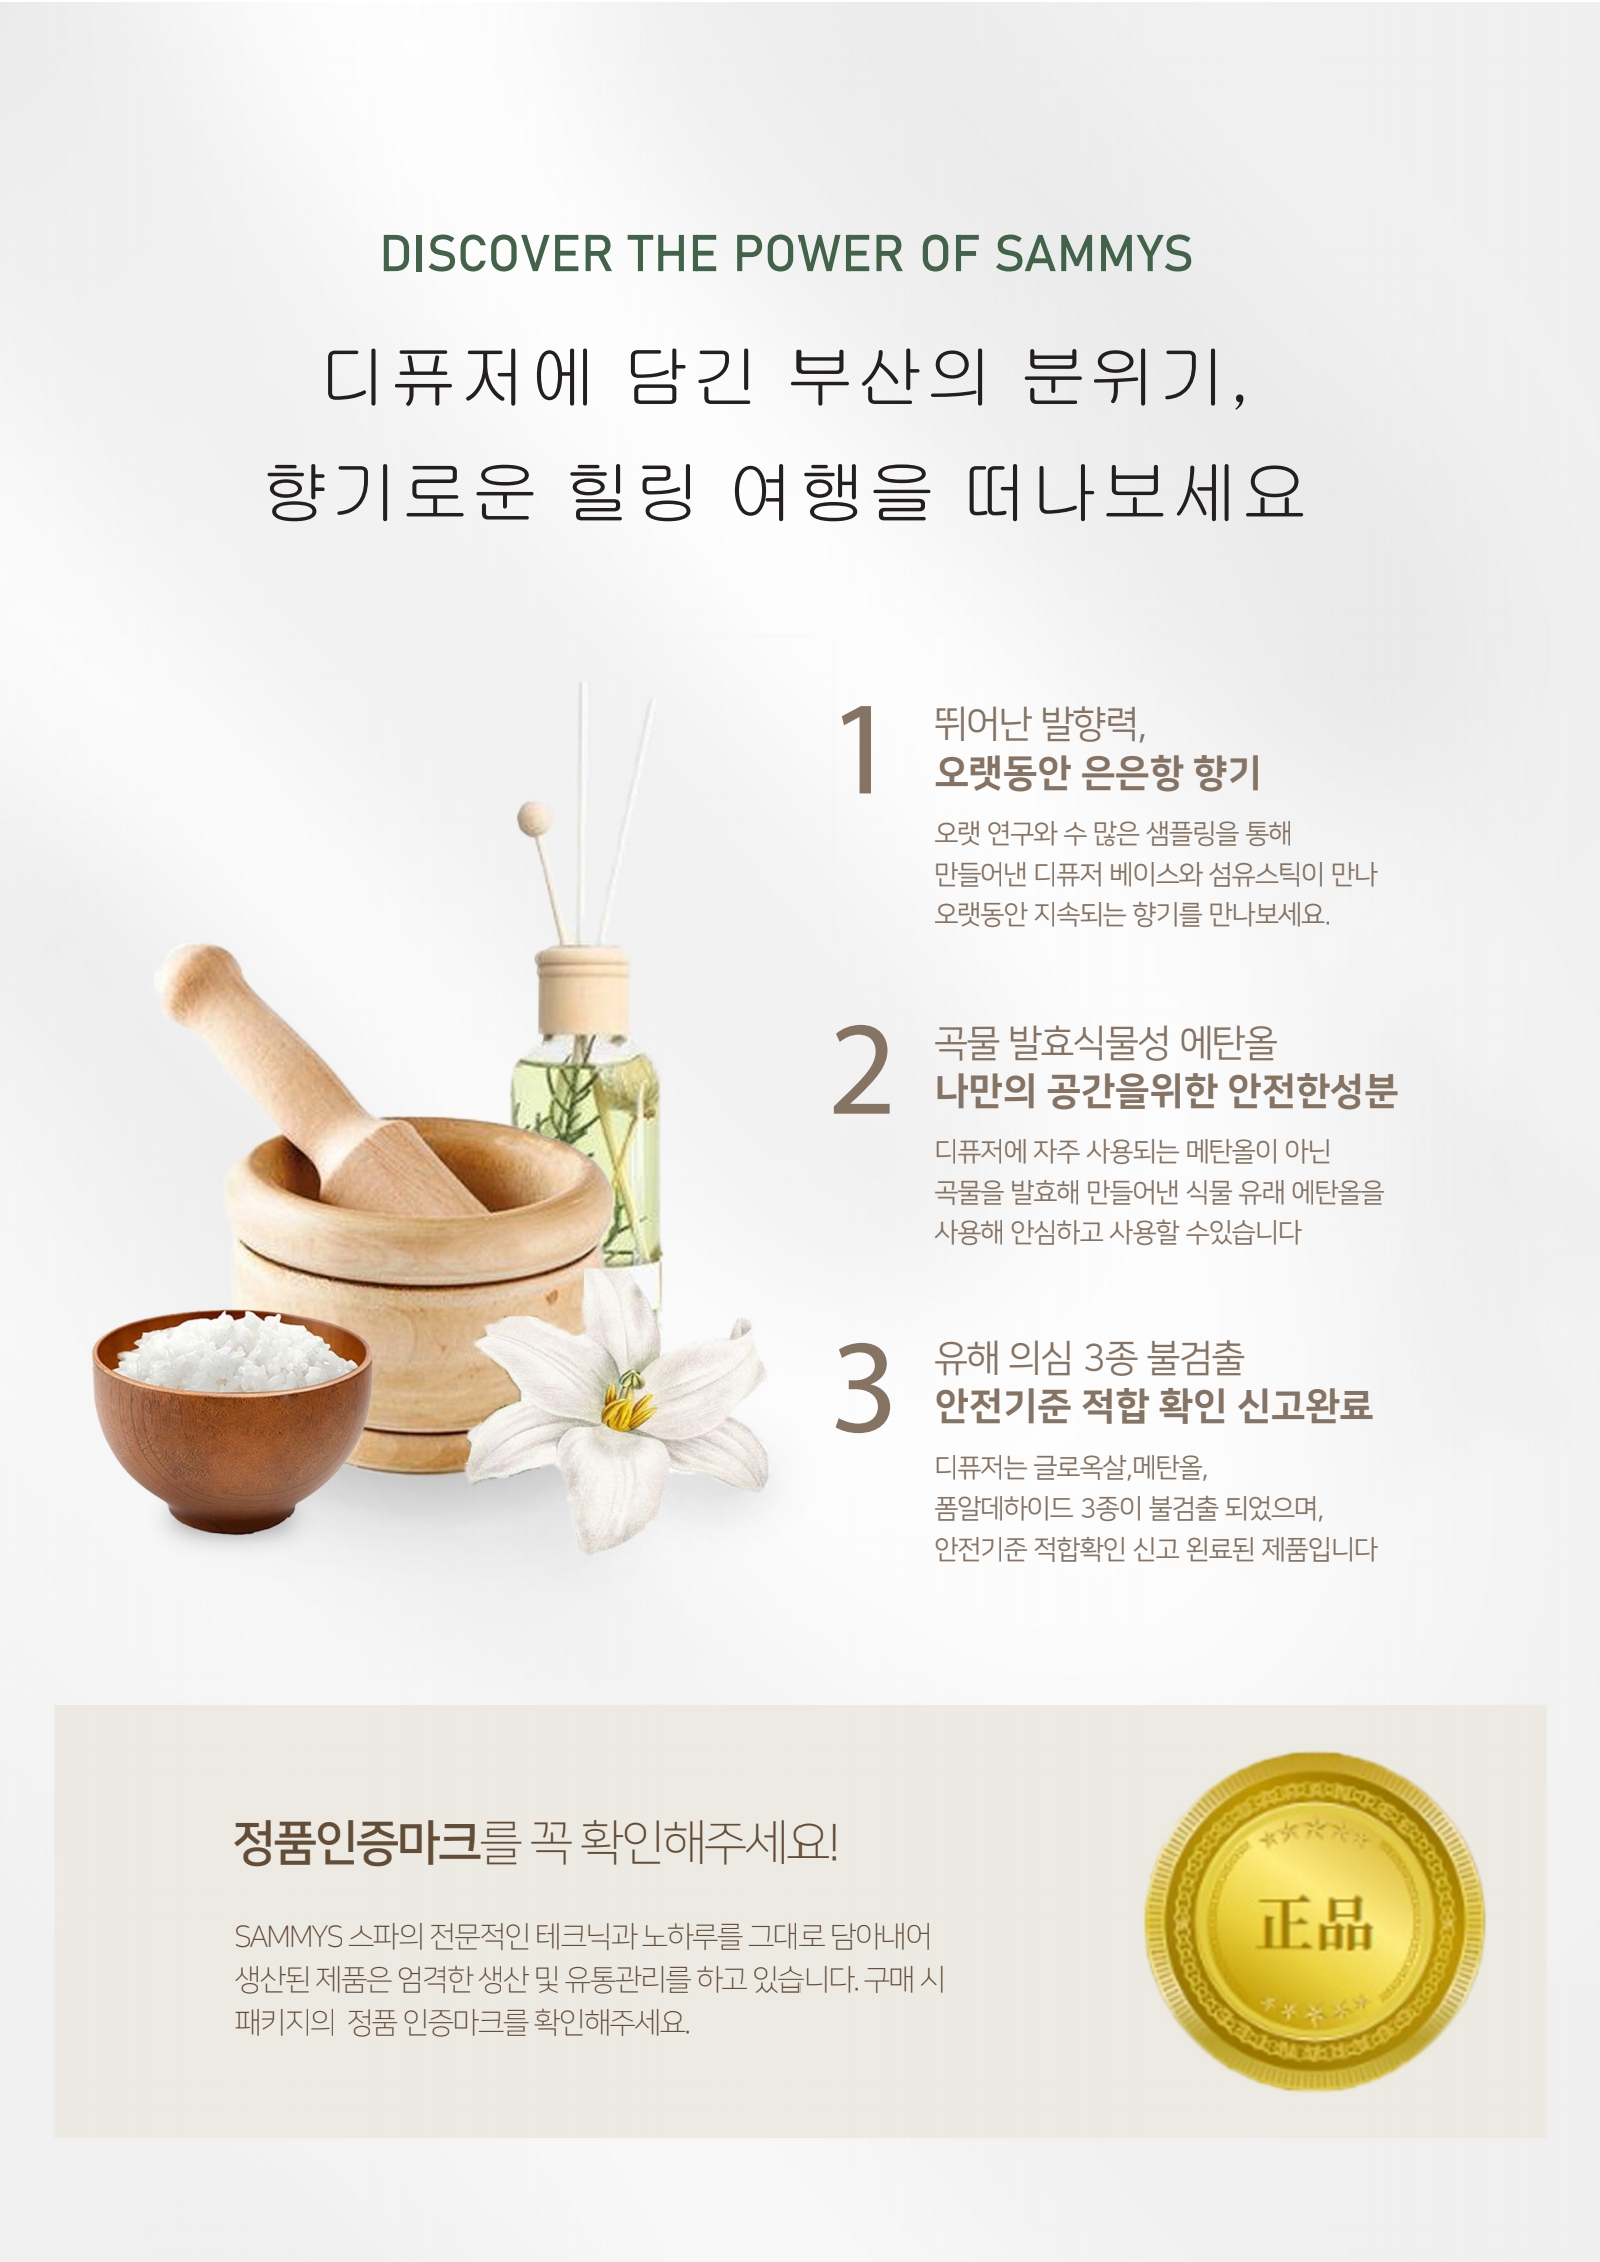 DISCOVER THE POWER OF SAMMYS
디퓨저에 담긴 부산의 분위기,
향기로운 힐링 여행을 떠나보세요
1
뛰어난 발향력,
오랫동안 은은항 향기
오랫 연구와 수 많은 샘플링을 통해
만들어낸 디퓨저 베이스와 섬유스틱이 만나
오랫동안 지속되는 향기를 만나보세요.
2
곡물 발효식물성 에탄올
나만의 공간을위한 안전한성분
디퓨저에 자주 사용되는 메탄올이 아닌
곡물을 발효해 만들어낸 식물 유래 에탄올을
사용해 안심하고 사용할 수있습니다
3
유해 의심 3종 불검출
안전기준 적합 확인 신고완료
디퓨저는 글로옥살,메탄올,
폼알데하이드 3종이 불검출 되었으며,
안전기준 적합확인 신고 완료된 제품입니다
정품인증마크를 꼭 확인해주세요!
SAMMYS 스파의 전문적인 테크닉과 노하루를 그대로 담아내어
생산된 제품은 엄격한 생산 및 유통관리를 하고 있습니다. 구매 시
패키지의 정품 인증마크를 확인해주세요.
正品